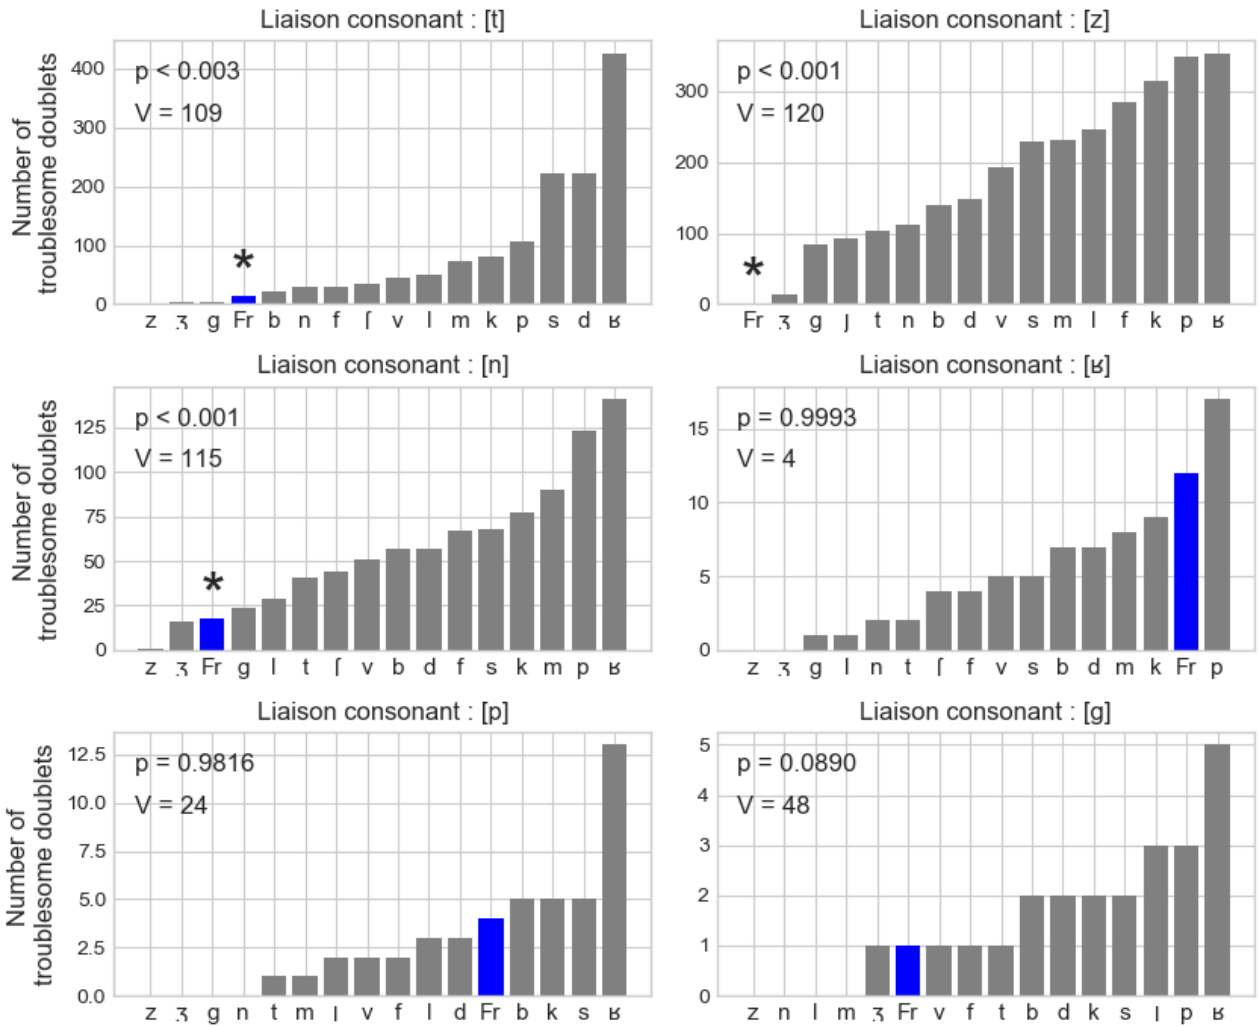 Liaison consonant : [t]
Number of
troublesome doublets
400
300
200
100
0
p < 0.003
V = 109
*
z ʒ g Fr b n f ʃ v l m k p s d ʁ
Liaison consonant : [z]
300
200
100
0
p < 0.001
V = 120
*
Fr ʒ g ʃ t n b d v s m l f k p ʁ
Liaison consonant : [n]
Number of
troublesome doublets
125
100
75
50
25
0
p < 0.001
V = 115
*
z ʒ Fr g l t ʃ v b d f s k m p ʁ
Liaison consonant : [ʁ]
15
10
5
0
p = 0.9993
V = 4
z ʒ g l n t ʃ f v s b d m k Fr p
Liaison consonant : [p]
Number of
troublesome doublets
12.5
10.0
7.5
5.0
2.5
0.0
p = 0.9816
V = 24
z ʒ g n t m ʃ v f l d Fr b k s ʁ
Liaison consonant : [g]
5
4
3
2
1
0
p = 0.0890
V = 48
z n l m ʒ Fr v f t b d k s ʃ p ʁ